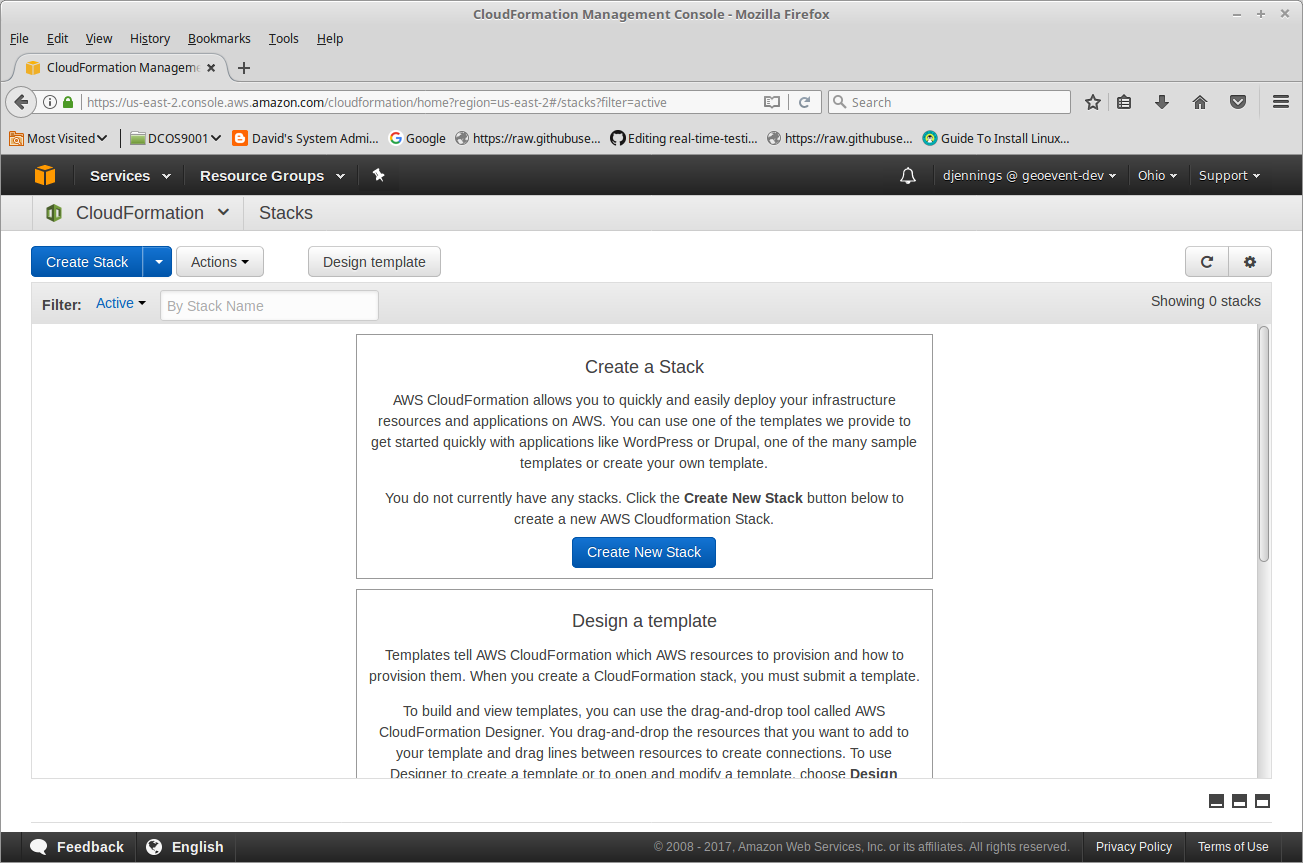 CloudFormation Management Console - Mozilla Firefox
File Edit View History Bookmarks Tools Help
CloudFormation Manageme
https://us-east-2.console.aws.amazon.com/cloudformation/home?region=us-east-2#/stacks?filter=active Search
Most Visited DCOS9001 David's System Admi... Google https://raw.githubuse... Editing real-time-testi... https://raw.githubuse... Guide To Install Linux...
Services Resource Groups djennings @ geoevent-dev Ohio Support
CloudFormation Stacks
Create Stack Actions Design template
Filter: Active By Stack Name Showing 0 stacks
Create a Stack
AWS CloudFormation allows you to quickly and easily deploy your infrastructure
resources and applications on AWS. You can use one of the templates we provide to
get started quickly with applications like WordPress or Drupal, one of the many sample
templates or create your own template.
You do not currently have any stacks. Click the Create New Stack button below to
create a new AWS Cloudformation Stack.
Create New Stack
Design a template
Templates tell AWS CloudFormation which AWS resources to provision and how to
provision them. When you create a CloudFormation stack, you must submit a template.
To build and view templates, you can use the drag-and-drop tool called AWS
CloudFormation Designer. You drag-and-drop the resources that you want to add to
your template and drag lines between resources to create connections. To use
Designer to create a template or to open and modify a template, choose Design
Feedback English © 2008 - 2017, Amazon Web Services, Inc. or its affiliates. All rights reserved. Privacy Policy Terms of Use